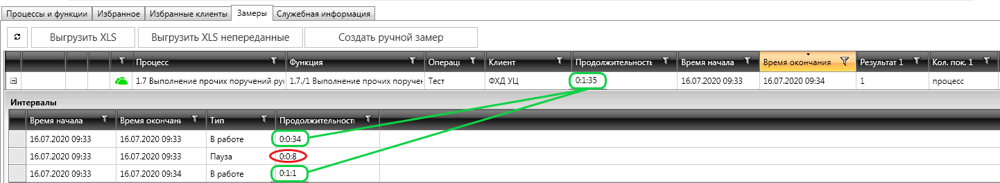 Процессы и функции Избранное Избранные клиенты Замеры Служебная информация
Выгрузить XLS Выгрузить XLS непереданные Создать ручной замер
Процесс Функция Операци Клиент Продолжительность Время начала Время окончания Результат 1 Кол. пок. 1
1.7 Выполнение прочих поручений ру 1.7./1 Выполнение прочих поручен Тест ФХД УЦ 0:1:35 16.07.2020 09:33 16.07.2020 09:34 1 процесс
Интервалы
Время начала Время окончани Тип Продолжительност
16.07.2020 09:33 16.07.2020 09:33 В работе 0:0:34
16.07.2020 09:33 16.07.2020 09:33 Пауза 0:0:8
16.07.2020 09:33 16.07.2020 09:34 В работе 0:1:1